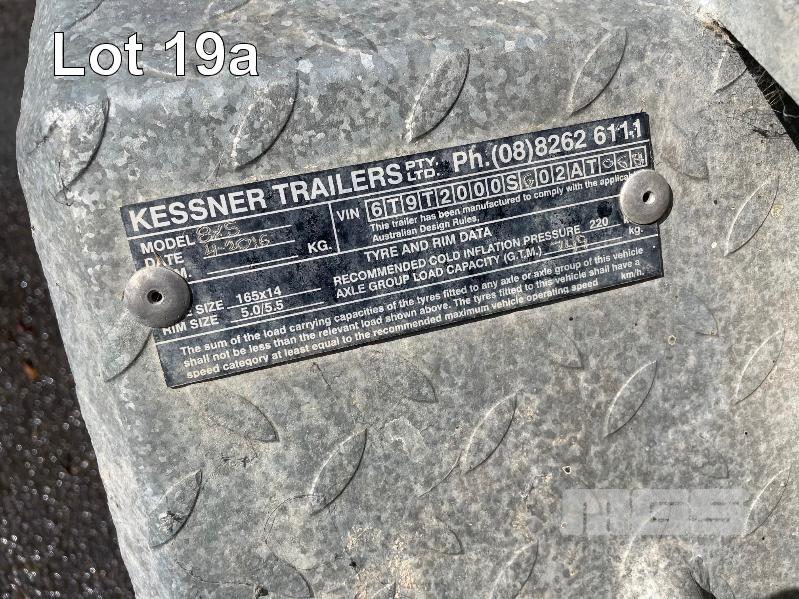 Lot 19a
KESSNER TRAILERS PTY. LTD. Ph.(08)8262 6111
MODEL 8X5
DATE 4-2016
KG.
VIN 6T9T2000S 02AT
This trailer has been manufactured to comply with the applicable
Australian Design Rules.
TYRE AND RIM DATA
SIZE 165x14
RIM SIZE 5.0/5.5
RECOMMENDED COLD INFLATION PRESSURE 220
AXLE GROUP LOAD CAPACITY (G.T.M.) 749 kg.
The sum of the load carrying capacities of the tyres fitted to any axle or axle group of this vehicle
shall not be less than the relevant load shown above. The tyres fitted to this vehicle shall have a
speed category at least equal to the recommended maximum vehicle operating speed km/h.